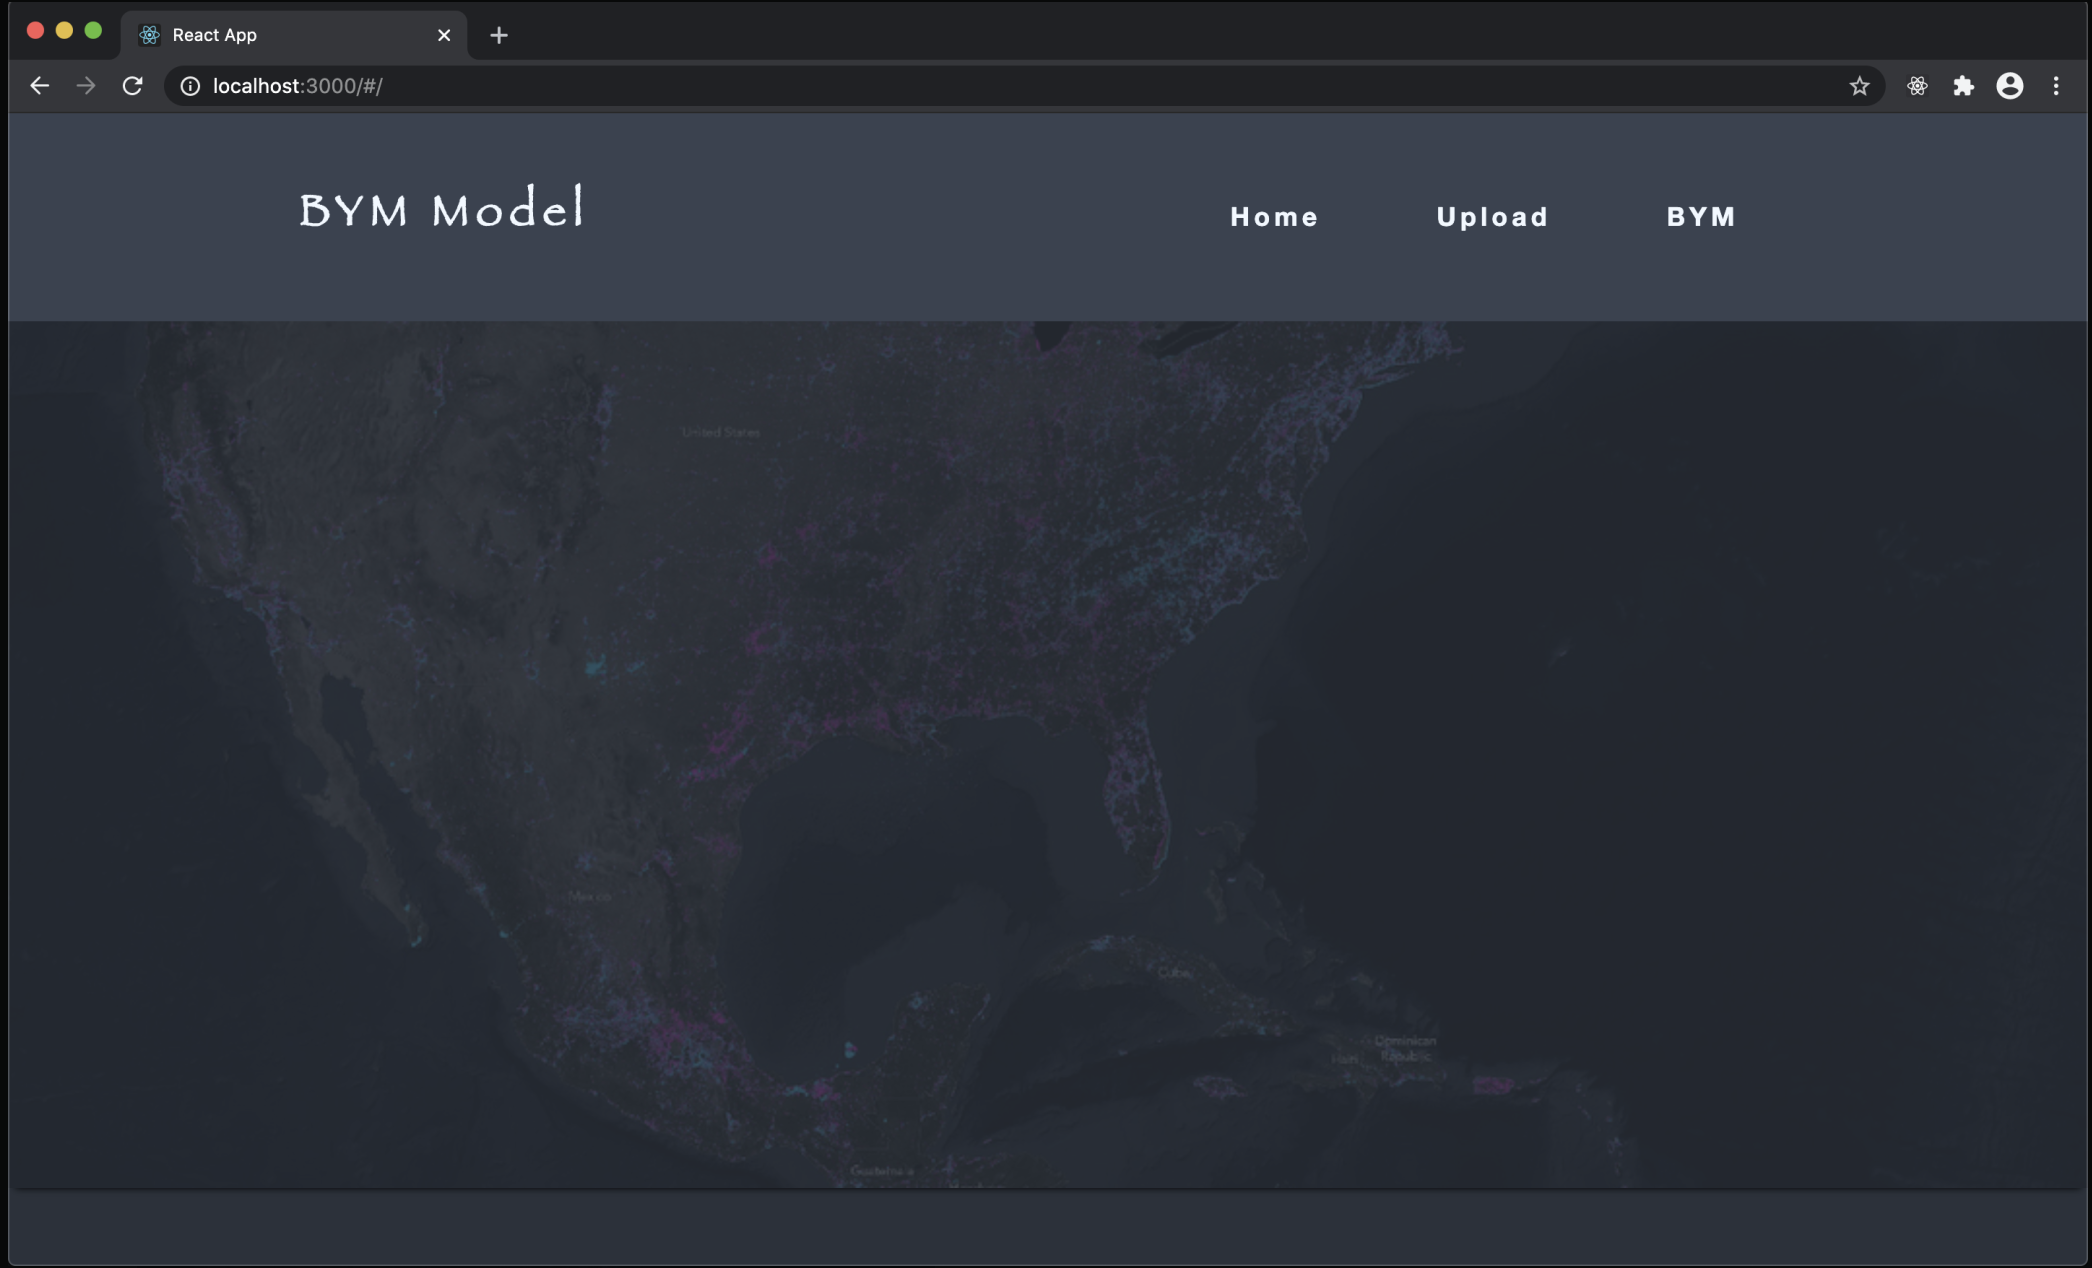 React App
localhost:3000/#/
BYM Model
Home Upload BYM
United States
Mexico
Cuba
Dominican
Haiti Republic
Guatemala